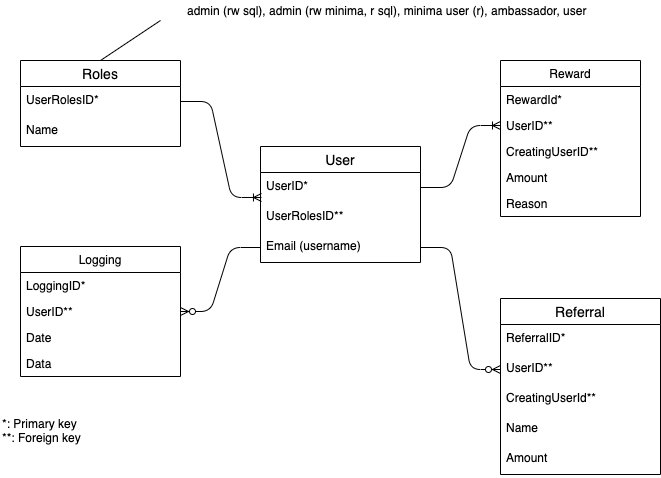 admin (rw sql), admin (rw minima, r sql), minima user (r), ambassador, user
Roles
UserRolesID*
Name
User
UserID*
UserRolesID**
Email (username)
Reward
RewardId*
UserID**
CreatingUserID**
Amount
Reason
Logging
LoggingID*
UserID**
Date
Data
Referral
ReferralID*
UserID**
CreatingUserId**
Name
Amount
*: Primary key
**: Foreign key